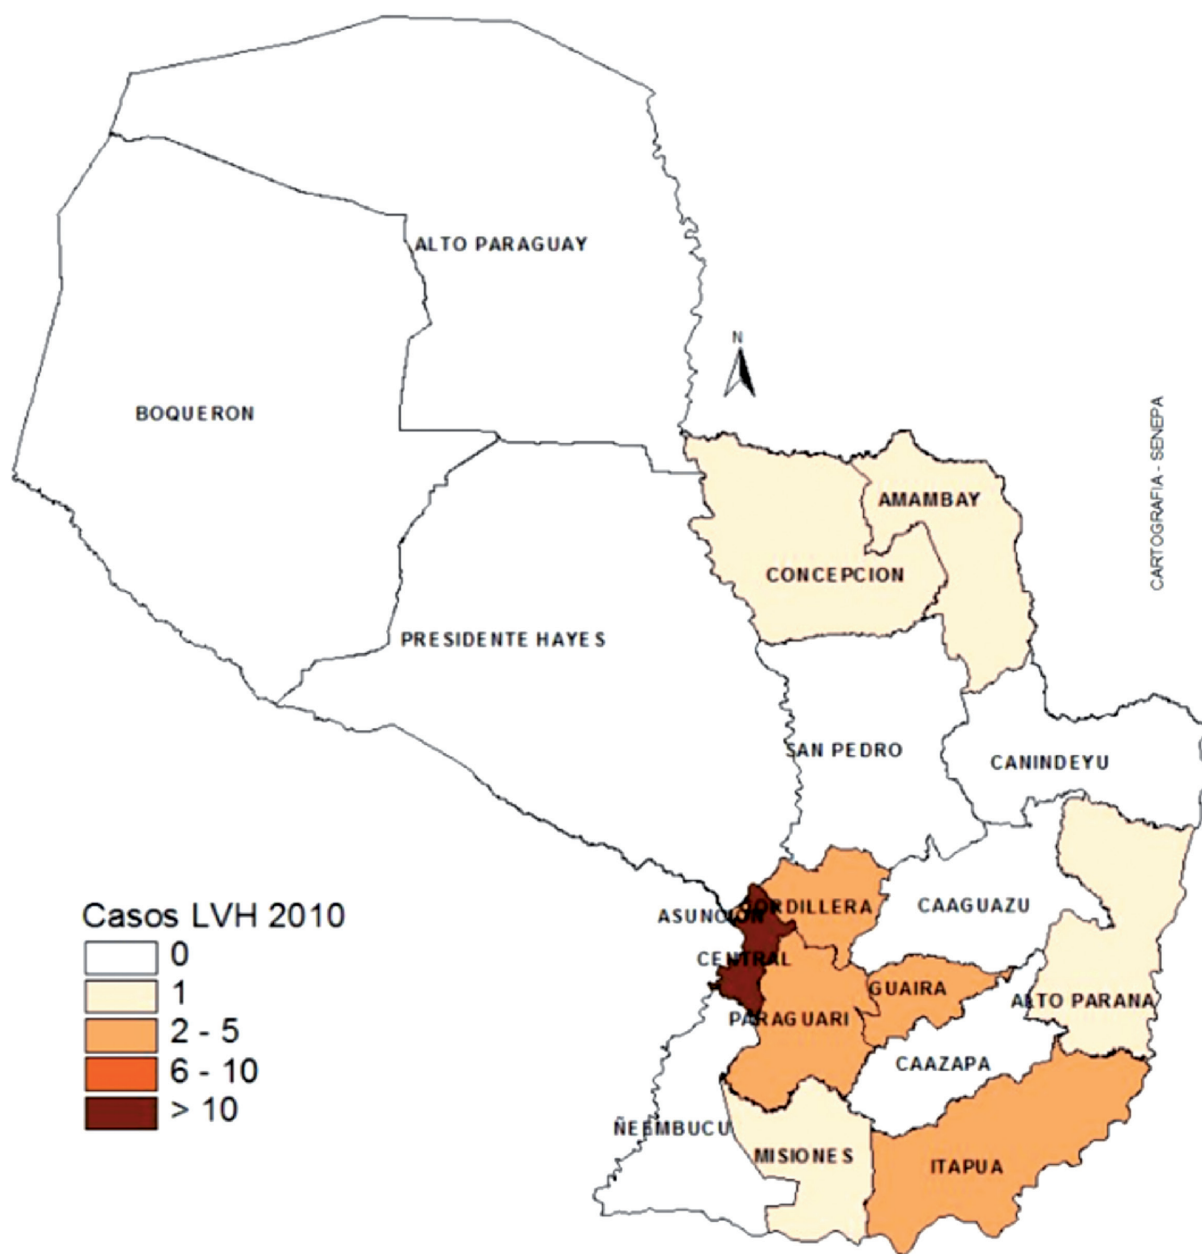 ALTO PARAGUAY
N
BOQUERON
CARTOGRAFIA - SENEPA
AMAMBAY
CONCEPCION
PRESIDENTE HAYES
SAN PEDRO
CANINDEYU
CORDILLERA
CAAGUAZU
ASUNCION
CENTRAL
GUAIRA
ALTO PARANA
PARAGUARI
CAAZAPA
ÑEEMBUCU
MISIONES
ITAPUA
Casos LVH 2010
0
1
2 - 5
6 - 10
> 10